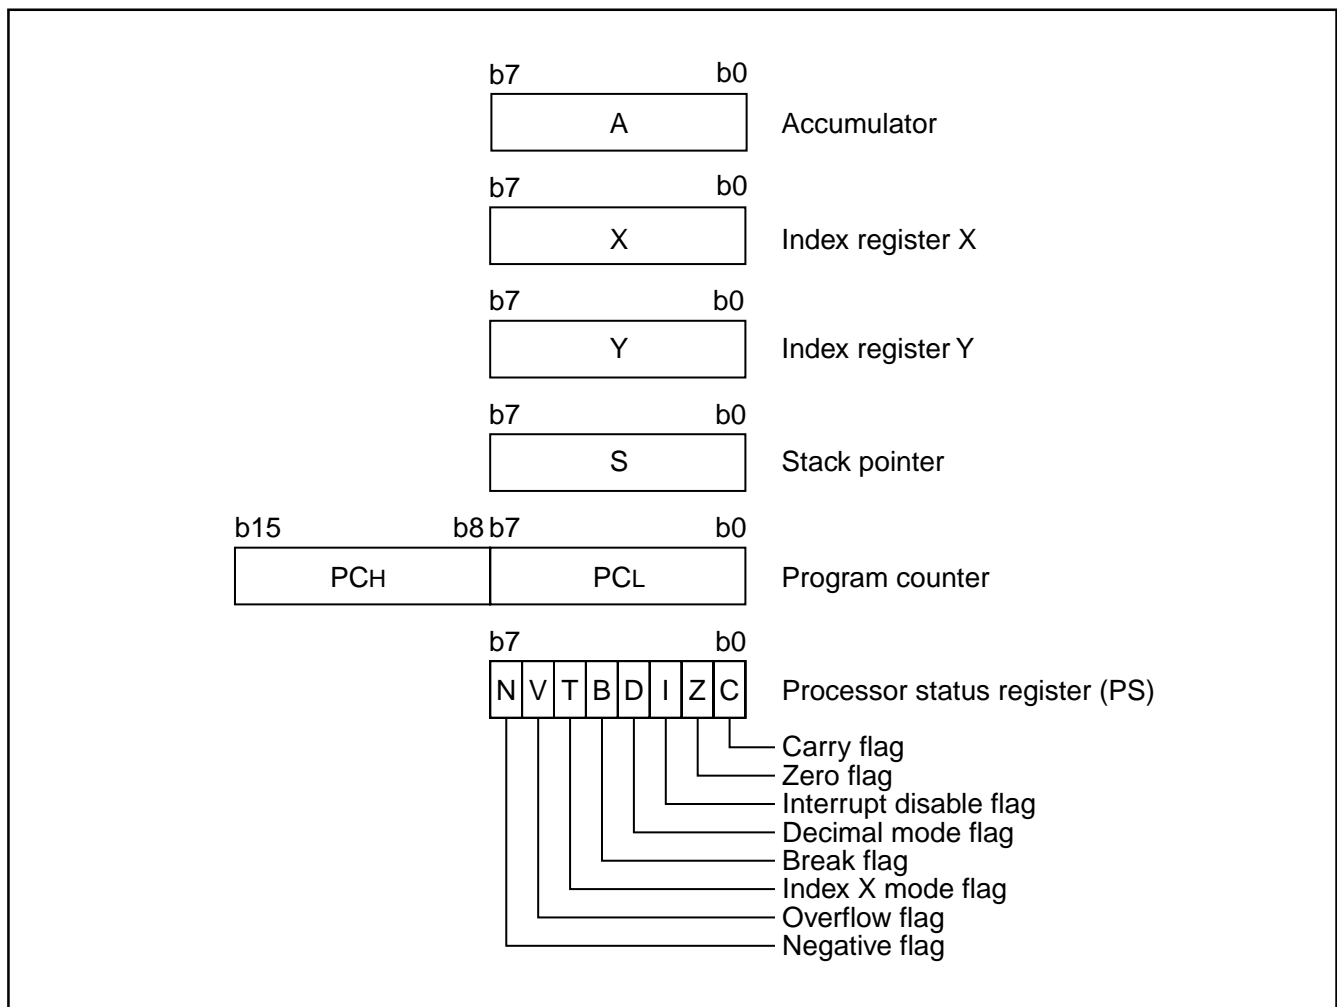 b7 b0
A Accumulator
b7 b0
X Index register X
b7 b0
Y Index register Y
b7 b0
S Stack pointer
b15 b8 b7 b0
PCH PCL Program counter
b7 b0
N V T B D I Z C Processor status register (PS)
Carry flag
Zero flag
Interrupt disable flag
Decimal mode flag
Break flag
Index X mode flag
Overflow flag
Negative flag